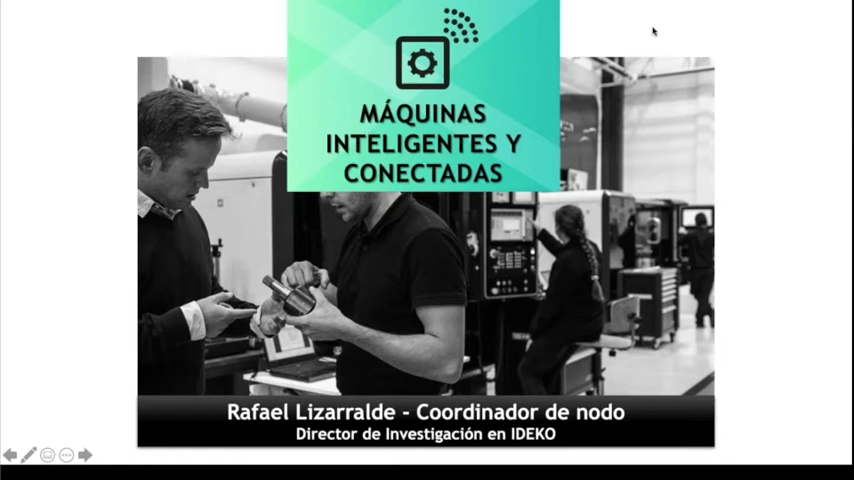 MÁQUINAS
INTELIGENTES Y
CONECTADAS
Rafael Lizarralde - Coordinador de nodo
Director de Investigación en IDEKO